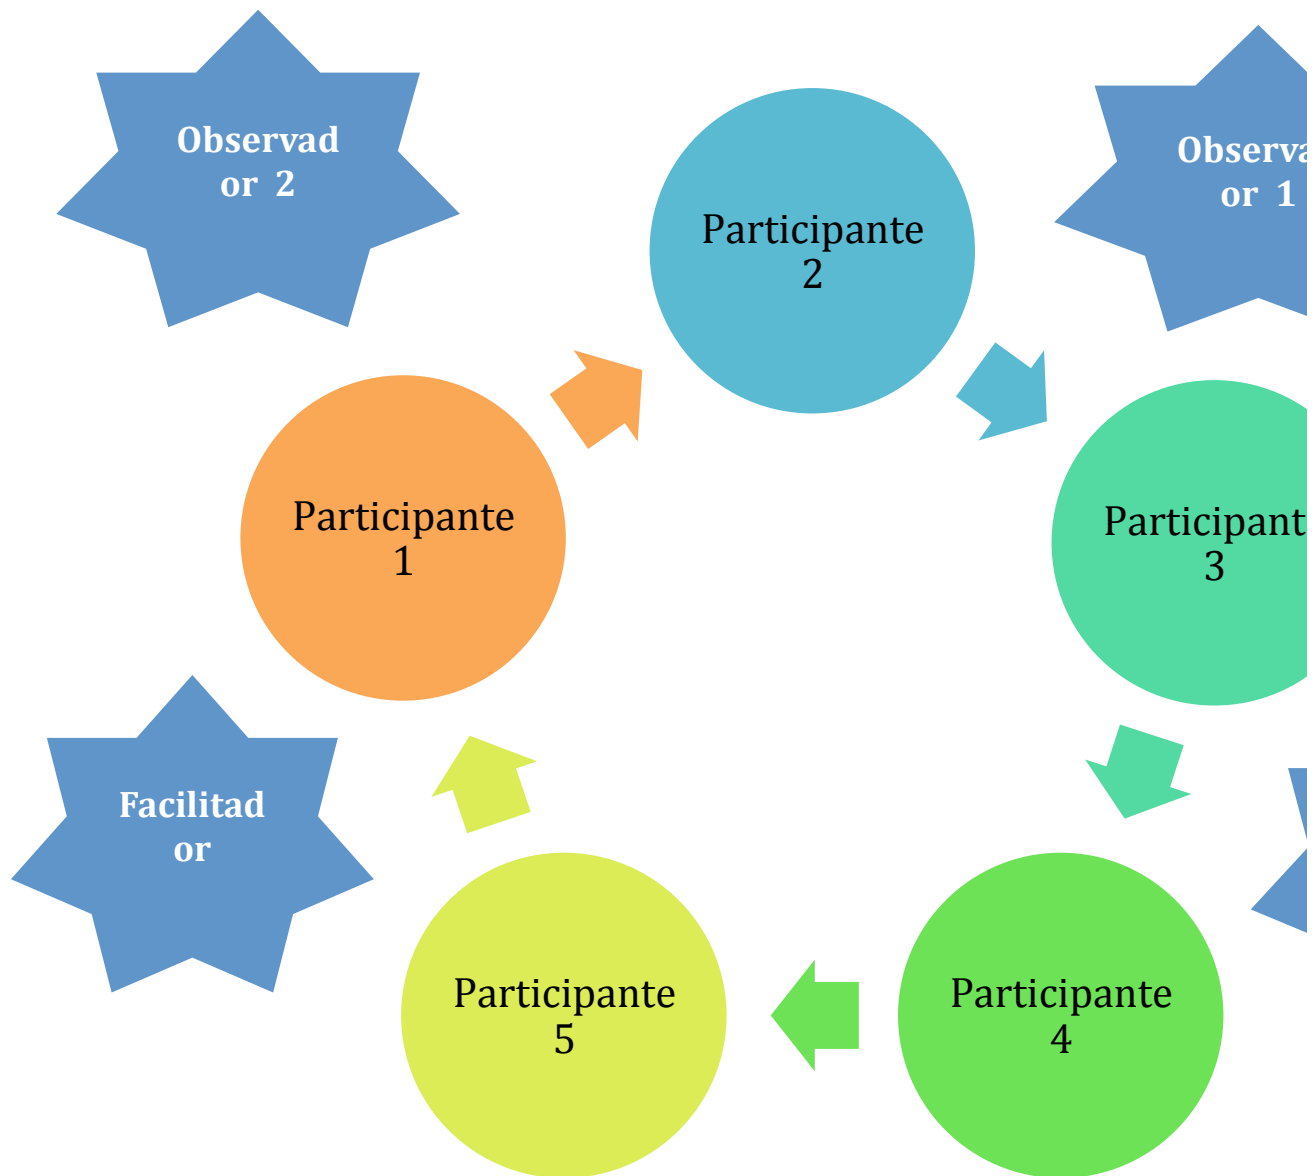 Observad
or 2
Observa
or 1
Participante
2
Participante
1
Participant
3
Facilitad
or
Participante
5
Participante
4